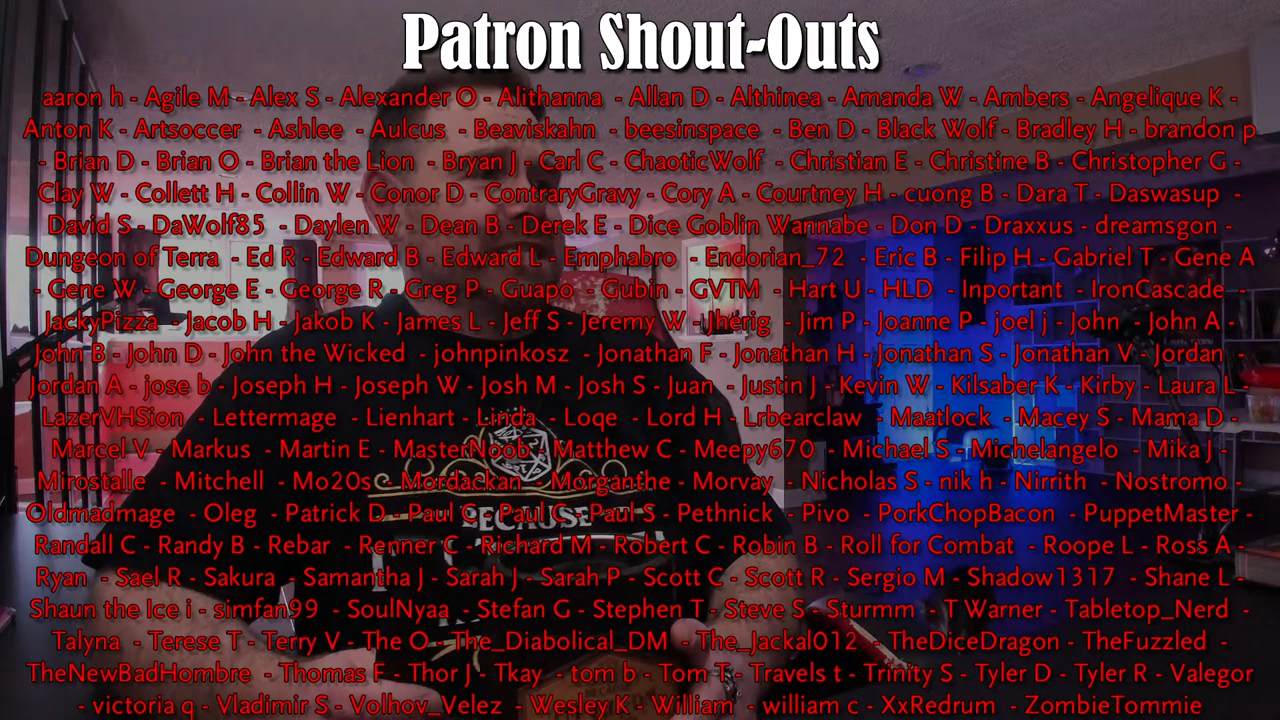 Patron Shout-Outs
aaron h - Agile M - Alex S - Alexander O - Alithanna - Allan D - Althinea - Amanda W - Ambers - Angelique K -
Anton K - Artsoccer - Ashlee - Aulcus - Beaviskahn - beesinspace - Ben D - Black Wolf - Bradley H - brandon p
- Brian D - Brian O - Brian the Lion - Bryan J - Carl C - ChaoticWolf - Christian E - Christine B - Christopher G -
Clay W - Collett H - Collin W - Conor D - ContraryGravy - Cory A - Courtney H - cuong B - Dara T - Daswasup -
David S - DaWolf85 - Daylen W - Dean B - Derek E - Dice Goblin Wannabe - Don D - Draxxus - dreamsgon -
Dungeon of Terra - Ed R - Edward B - Edward L - Emphabro - Endorian_72 - Eric B - Filip H - Gabriel T - Gene A
- Gene W - George E - George R - Greg P - Guapo - Gubin - GVTM - Hart U - HLD - Inportant - IronCascade -
JackyPizza - Jacob H - Jakob K - James L - Jeff S - Jeremy W - Jherig - Jim P - Joanne P - joel j - John - John A -
John B - John D - John the Wicked - johnpinkosz - Jonathan F - Jonathan H - Jonathan S - Jonathan V - Jordan -
Jordan A - jose b - Joseph H - Joseph W - Josh M - Josh S - Juan - Justin J - Kevin W - Kilsaber K - Kirby - Laura L -
LazerVHSion - Lettermage - Lienhart - Linda - Loqe - Lord H - Lrbearclaw - Maatlock - Macey S - Mama D -
Marcel V - Markus - Martin E - MasterNoob - Matthew C - Meepy670 - Michael S - Michelangelo - Mika J -
Mirostalle - Mitchell - Mo20s - Mordackan - Morganthe - Morvay - Nicholas S - nik h - Nirrith - Nostromo -
Oldmadmage - Oleg - Patrick D - Paul C - Paul G - Paul S - Pethnick - Pivo - PorkChopBacon - PuppetMaster -
BECAUSE
Randall C - Randy B - Rebar - Renner C - Richard M - Robert C - Robin B - Roll for Combat - Roope L - Ross A -
Ryan - Sael R - Sakura - Samantha J - Sarah J - Sarah P - Scott C - Scott R - Sergio M - Shadow1317 - Shane L -
Shaun the Ice i - simfan99 - SoulNyaa - Stefan G - Stephen T - Steve S - Sturmm - T Warner - Tabletop_Nerd -
Talyna - Terese T - Terry V - The O - The_Diabolical_DM - The_Jackal012 - TheDiceDragon - TheFuzzled -
TheNewBadHombre - Thomas F - Thor J - Tkay - tom b - Tom T - Travels t - Trinity S - Tyler D - Tyler R - Valegor
- victoria q - Vladimir S - Volhov_Velez - Wesley K - William - william c - XxRedrum - ZombieTommie